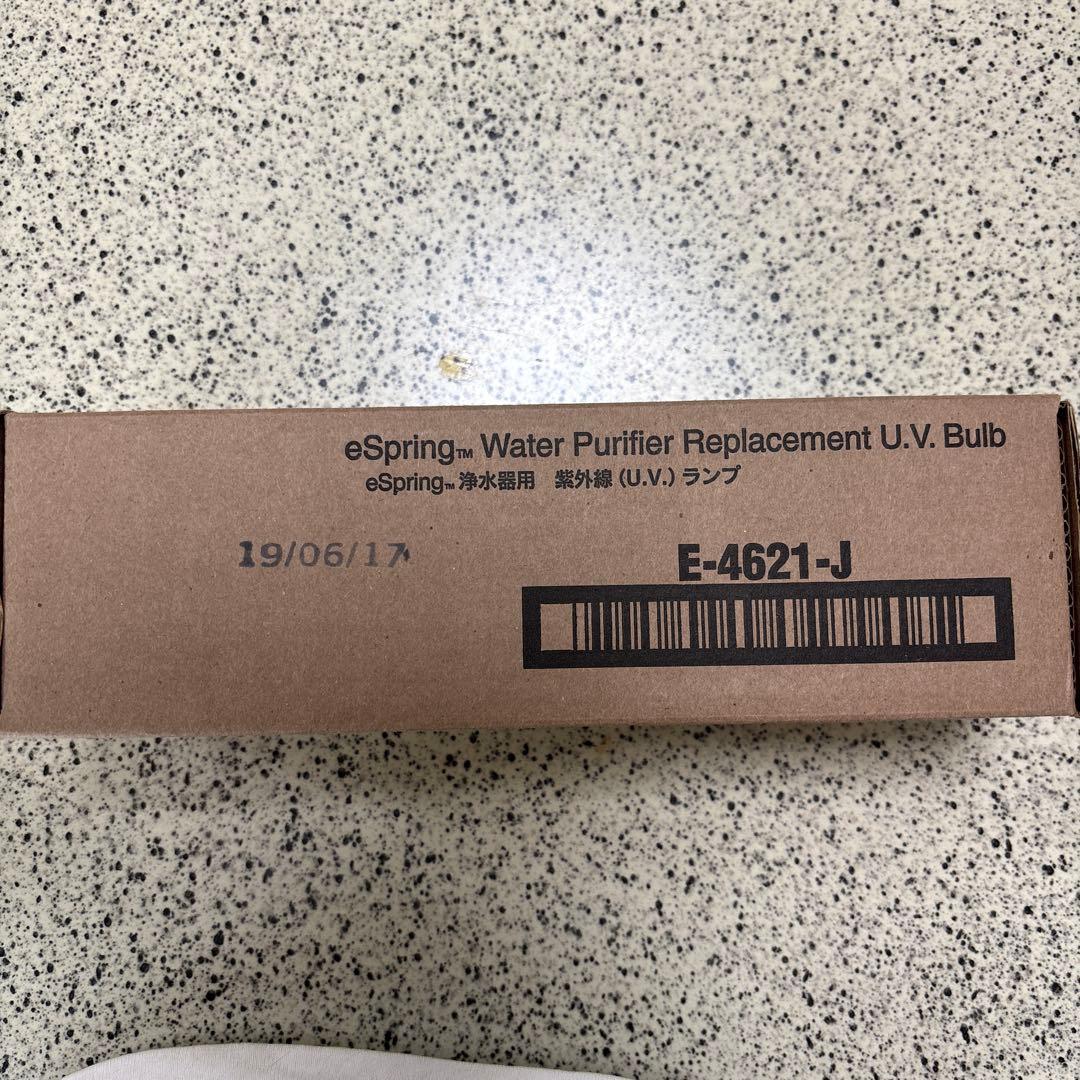 eSpring™ Water Purifier Replacement U.V. Bulb
eSpring™ 浄水器用 紫外線(U.V.)ランプ
19/06/17
E-4621-J